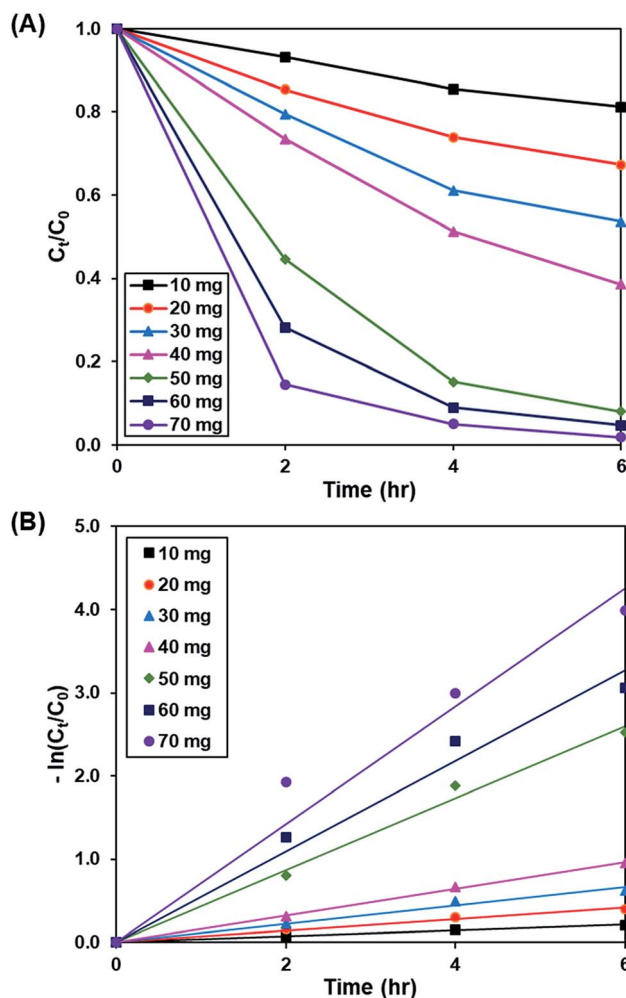 (A)
1.0
0.8
0.6
0.4
0.2
0.0
Cₜ/C₀
10 mg
20 mg
30 mg
40 mg
50 mg
60 mg
70 mg
0 2 4 6
Time (hr)
(B)
5.0
4.0
3.0
2.0
1.0
0.0
- ln(Cₜ/C₀)
10 mg
20 mg
30 mg
40 mg
50 mg
60 mg
70 mg
0 2 4 6
Time (hr)